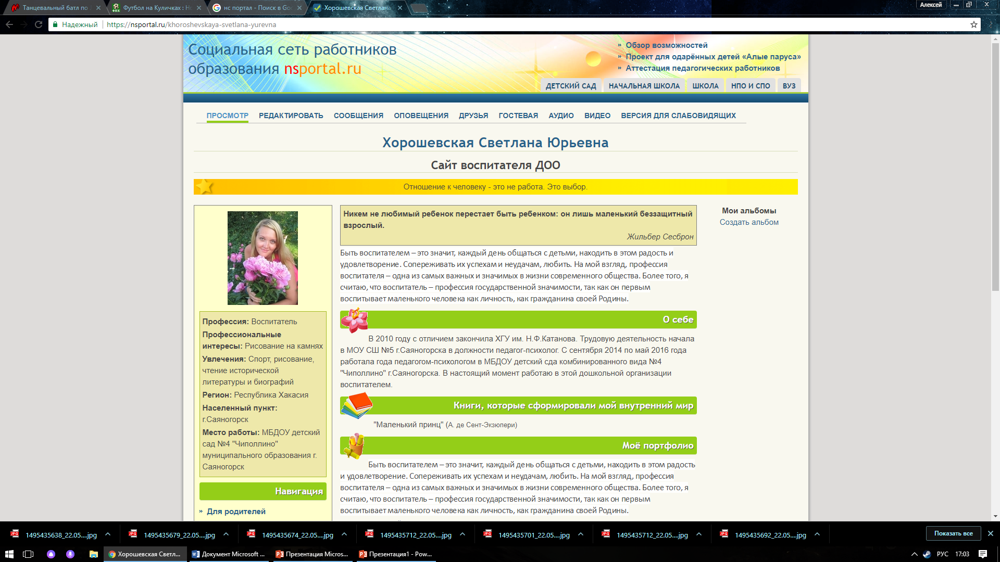 Танцевальный батл по
Футбол на Куличках : Н
нс портал - Поиск в Goo
Хорошевская Светлана
Алексей
Надежный
https://nsportal.ru/khoroshevskaya-svetlana-yurevna
Социальная сеть работников
образования nsportal.ru
» Обзор возможностей
» Проект для одарённых детей «Алые паруса»
» Аттестация педагогических работников
ДЕТСКИЙ САД НАЧАЛЬНАЯ ШКОЛА ШКОЛА НПО И СПО ВУЗ
ПРОСМОТР РЕДАКТИРОВАТЬ СООБЩЕНИЯ ОПОВЕЩЕНИЯ ДРУЗЬЯ ГОСТЕВАЯ АУДИО ВИДЕО ВЕРСИЯ ДЛЯ СЛАБОВИДЯЩИХ
Хорошевская Светлана Юрьевна
Сайт воспитателя ДОО
Отношение к человеку - это не работа. Это выбор.
Профессия: Воспитатель
Профессиональные
интересы: Рисование на камнях
Увлечения: Спорт, рисование,
чтение исторической
литературы и биографий
Регион: Республика Хакасия
Населенный пункт:
г.Саяногорск
Место работы: МБДОУ детский
сад №4 "Чиполлино"
муниципального образования г.
Саяногорск
Навигация
» Для родителей
Никем не любимый ребенок перестает быть ребенком: он лишь маленький беззащитный
взрослый.
Жильбер Сесброн
Быть воспитателем – это значит, каждый день общаться с детьми, находить в этом радость и
удовлетворение. Сопереживать их успехам и неудачам, любить. На мой взгляд, профессия
воспитателя – одна из самых важных и значимых в жизни современного общества. Более того, я
считаю, что воспитатель – профессия государственной значимости, так как он первым
воспитывает маленького человека как личность, как гражданина своей Родины.
О себе
В 2010 году с отличием закончила ХГУ им. Н.Ф.Катанова. Трудовую деятельность начала
в МОУ СШ №5 г.Саяногорска в должности педагог-психолог. С сентября 2014 по май 2016 года
работала года педагогом-психологом в МБДОУ детский сда комбинированного вида №4
"Чиполлино" г.Саяногорска. В настоящий момент работаю в этой дошкольной организации
воспитателем.
Книги, которые сформировали мой внутренний мир
"Маленький принц" (А. де Сент-Экзюпери)
Моё портфолио
Быть воспитателем – это значит, каждый день общаться с детьми, находить в этом радость
и удовлетворение. Сопереживать их успехам и неудачам, любить. На мой взгляд, профессия
воспитателя – одна из самых важных и значимых в жизни современного общества. Более того, я
считаю, что воспитатель – профессия государственной значимости, так как он первым
воспитывает маленького человека как личность, как гражданина своей Родины.
Мои альбомы
Создать альбом
1495435638_22.05....jpg
1495435679_22.05....jpg
1495435674_22.05....jpg
1495435712_22.05....jpg
1495435701_22.05....jpg
1495435712_22.05....jpg
1495435692_22.05....jpg
Показать все
Хорошевская Светл...
Документ Microsoft ...
Презентация Micros...
Презентация1 - Pow...
РУС
17:03